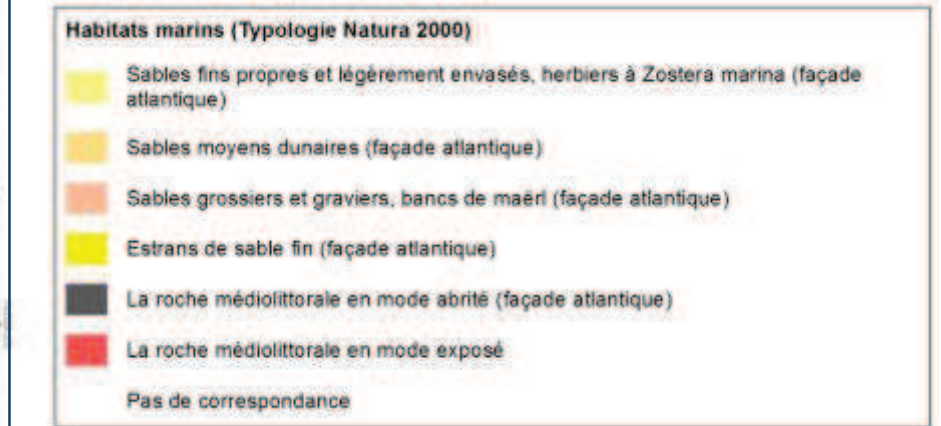 Habitats marins (Typologie Natura 2000)
Sables fins propres et légèrement envasés, herbiers à Zostera marina (façade
atlantique)
Sables moyens dunaires (façade atlantique)
Sables grossiers et graviers, bancs de maërl (façade atlantique)
Estrans de sable fin (façade atlantique)
La roche médiolittorale en mode abrité (façade atlantique)
La roche médiolittorale en mode exposé
Pas de correspondance